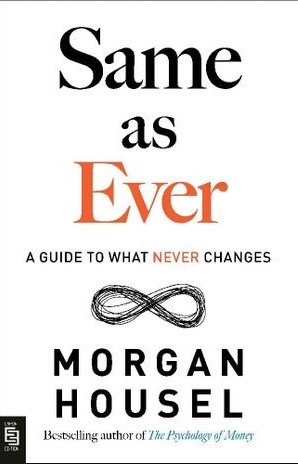 Same
as
Ever
A GUIDE TO WHAT NEVER CHANGES
MORGAN
HOUSEL
Bestselling author of The Psychology of Money